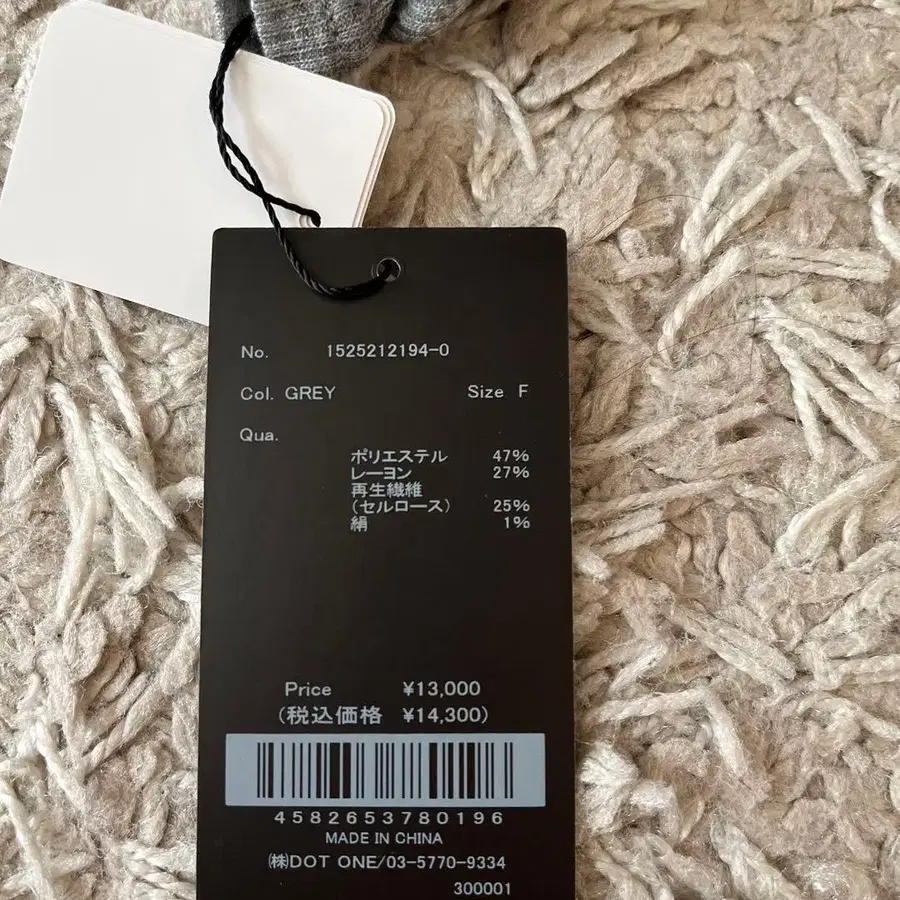 No. 1525212194-0
Col. GREY Size F
Qua.
ポリエステル 47%
レーヨン 27%
再生繊維
(セルロース) 25%
絹 1%
Price ¥13,000
(税込価格 ¥14,300)
4582653780196
MADE IN CHINA
㈱DOT ONE/03-5770-9334
300001